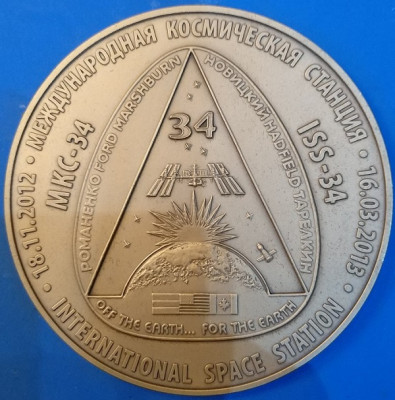 18.11.2012 • МЕЖДУНАРОДНАЯ КОСМИЧЕСКАЯ СТАНЦИЯ • 16.03.2013 •
МКС-34
ISS-34
РОМАНЕНКО FORD MARSHBURN
НОВИЦКИЙ HADFIELD ТАРЕЛКИН
34
OFF THE EARTH... FOR THE EARTH
• INTERNATIONAL SPACE STATION •